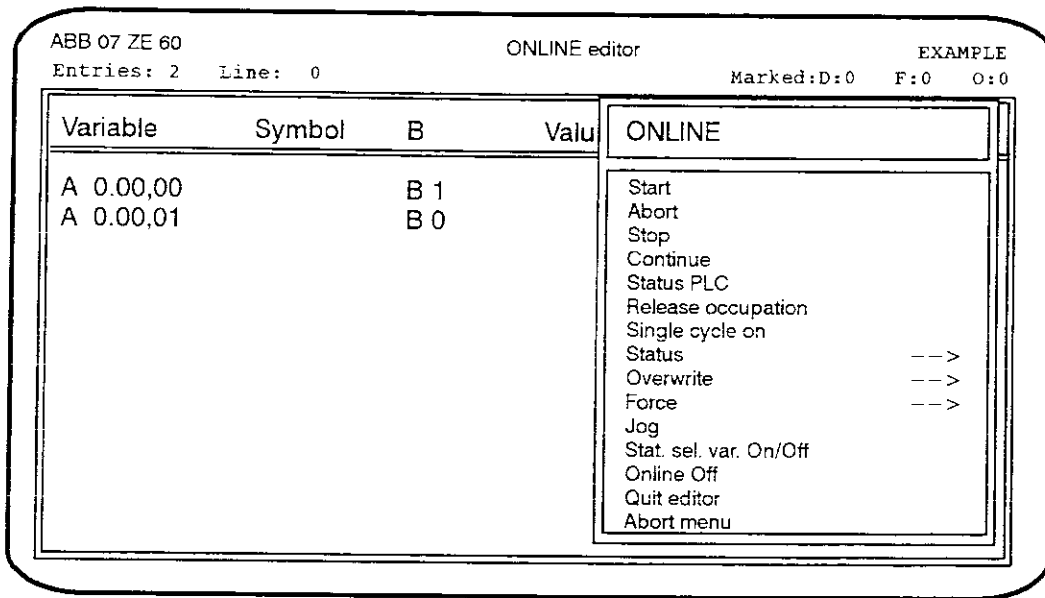 ABB 07 ZE 60 ONLINE editor EXAMPLE
Entries: 2 Line: 0 Marked:D:0 F:0 O:0
Variable Symbol B Valu
A 0.00,00 B 1
A 0.00,01 B 0
ONLINE
Start
Abort
Stop
Continue
Status PLC
Release occupation
Single cycle on
Status -->
Overwrite -->
Force -->
Jog
Stat. sel. var. On/Off
Online Off
Quit editor
Abort menu